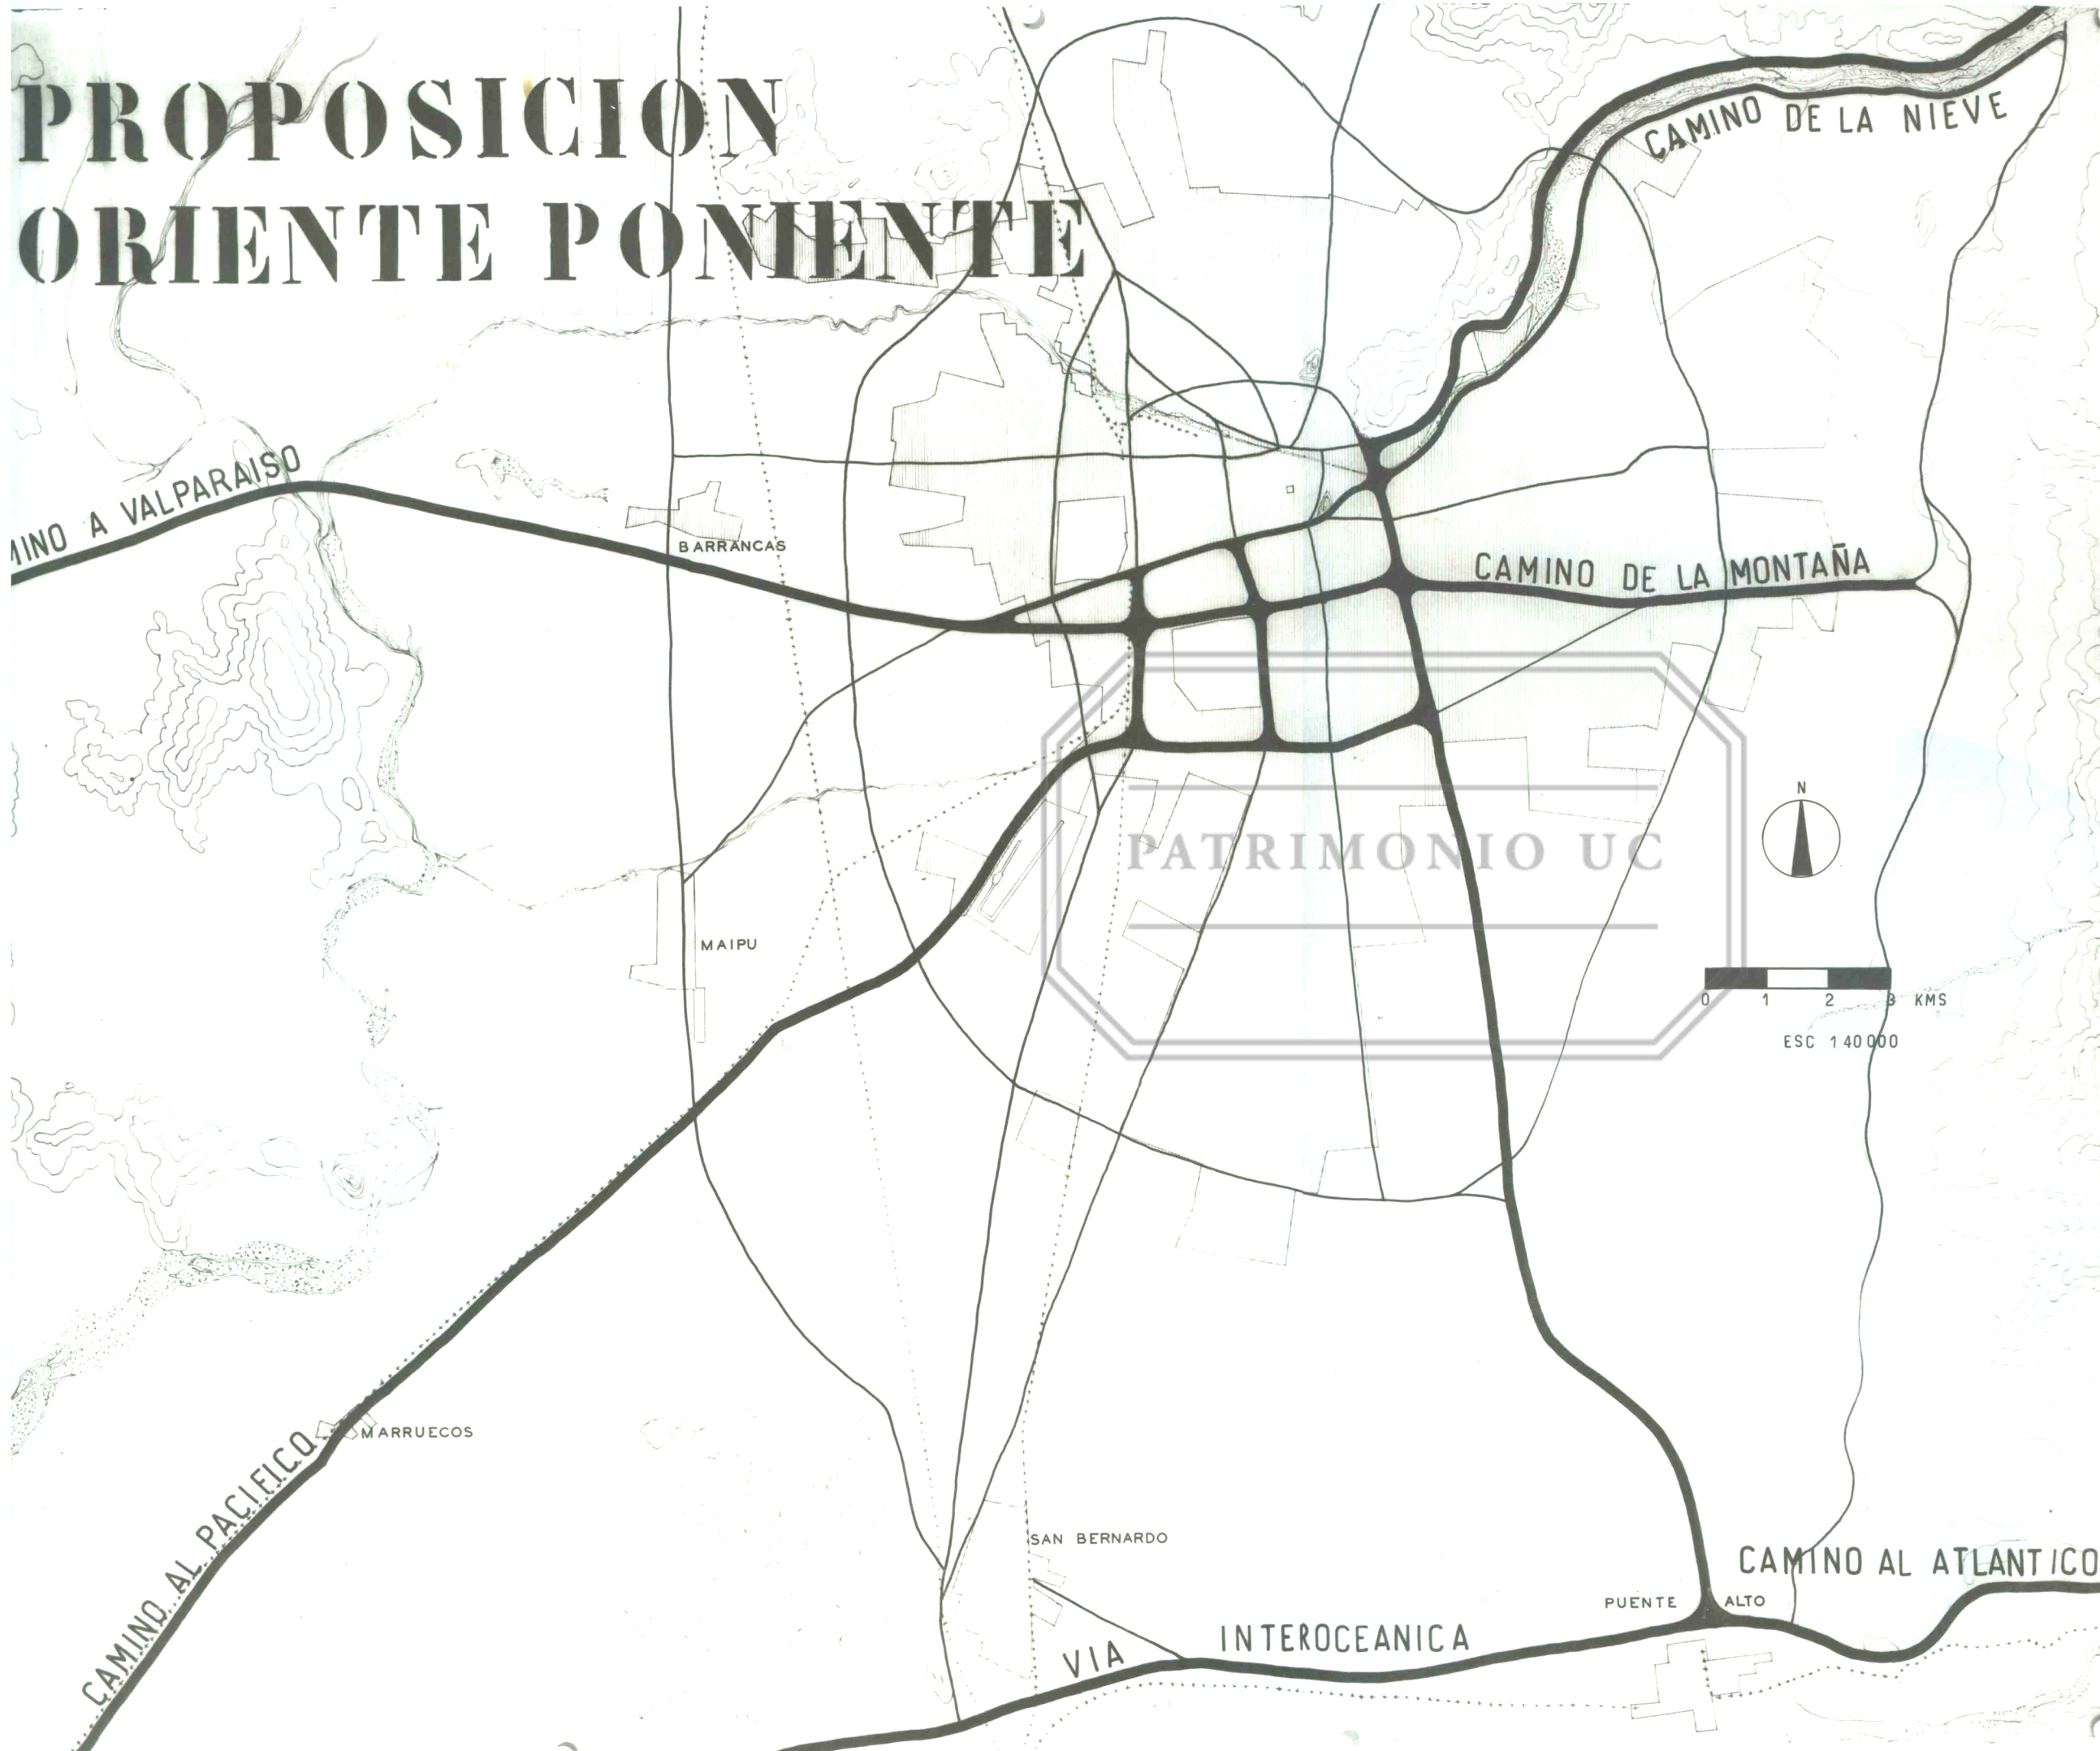 PROPOSICION
ORIENTE PONIENTE
CAMINO DE LA NIEVE
MINO A VALPARAISO
BARRANCAS
CAMINO DE LA MONTAÑA
N
PATRIMONIO UC
MAIPU
0 1 2 3 KMS
ESC 1 40000
MARRUECOS
CAMINO AL PACIFICO
SAN BERNARDO
CAMINO AL ATLANTICO
PUENTE ALTO
VIA INTEROCEANICA